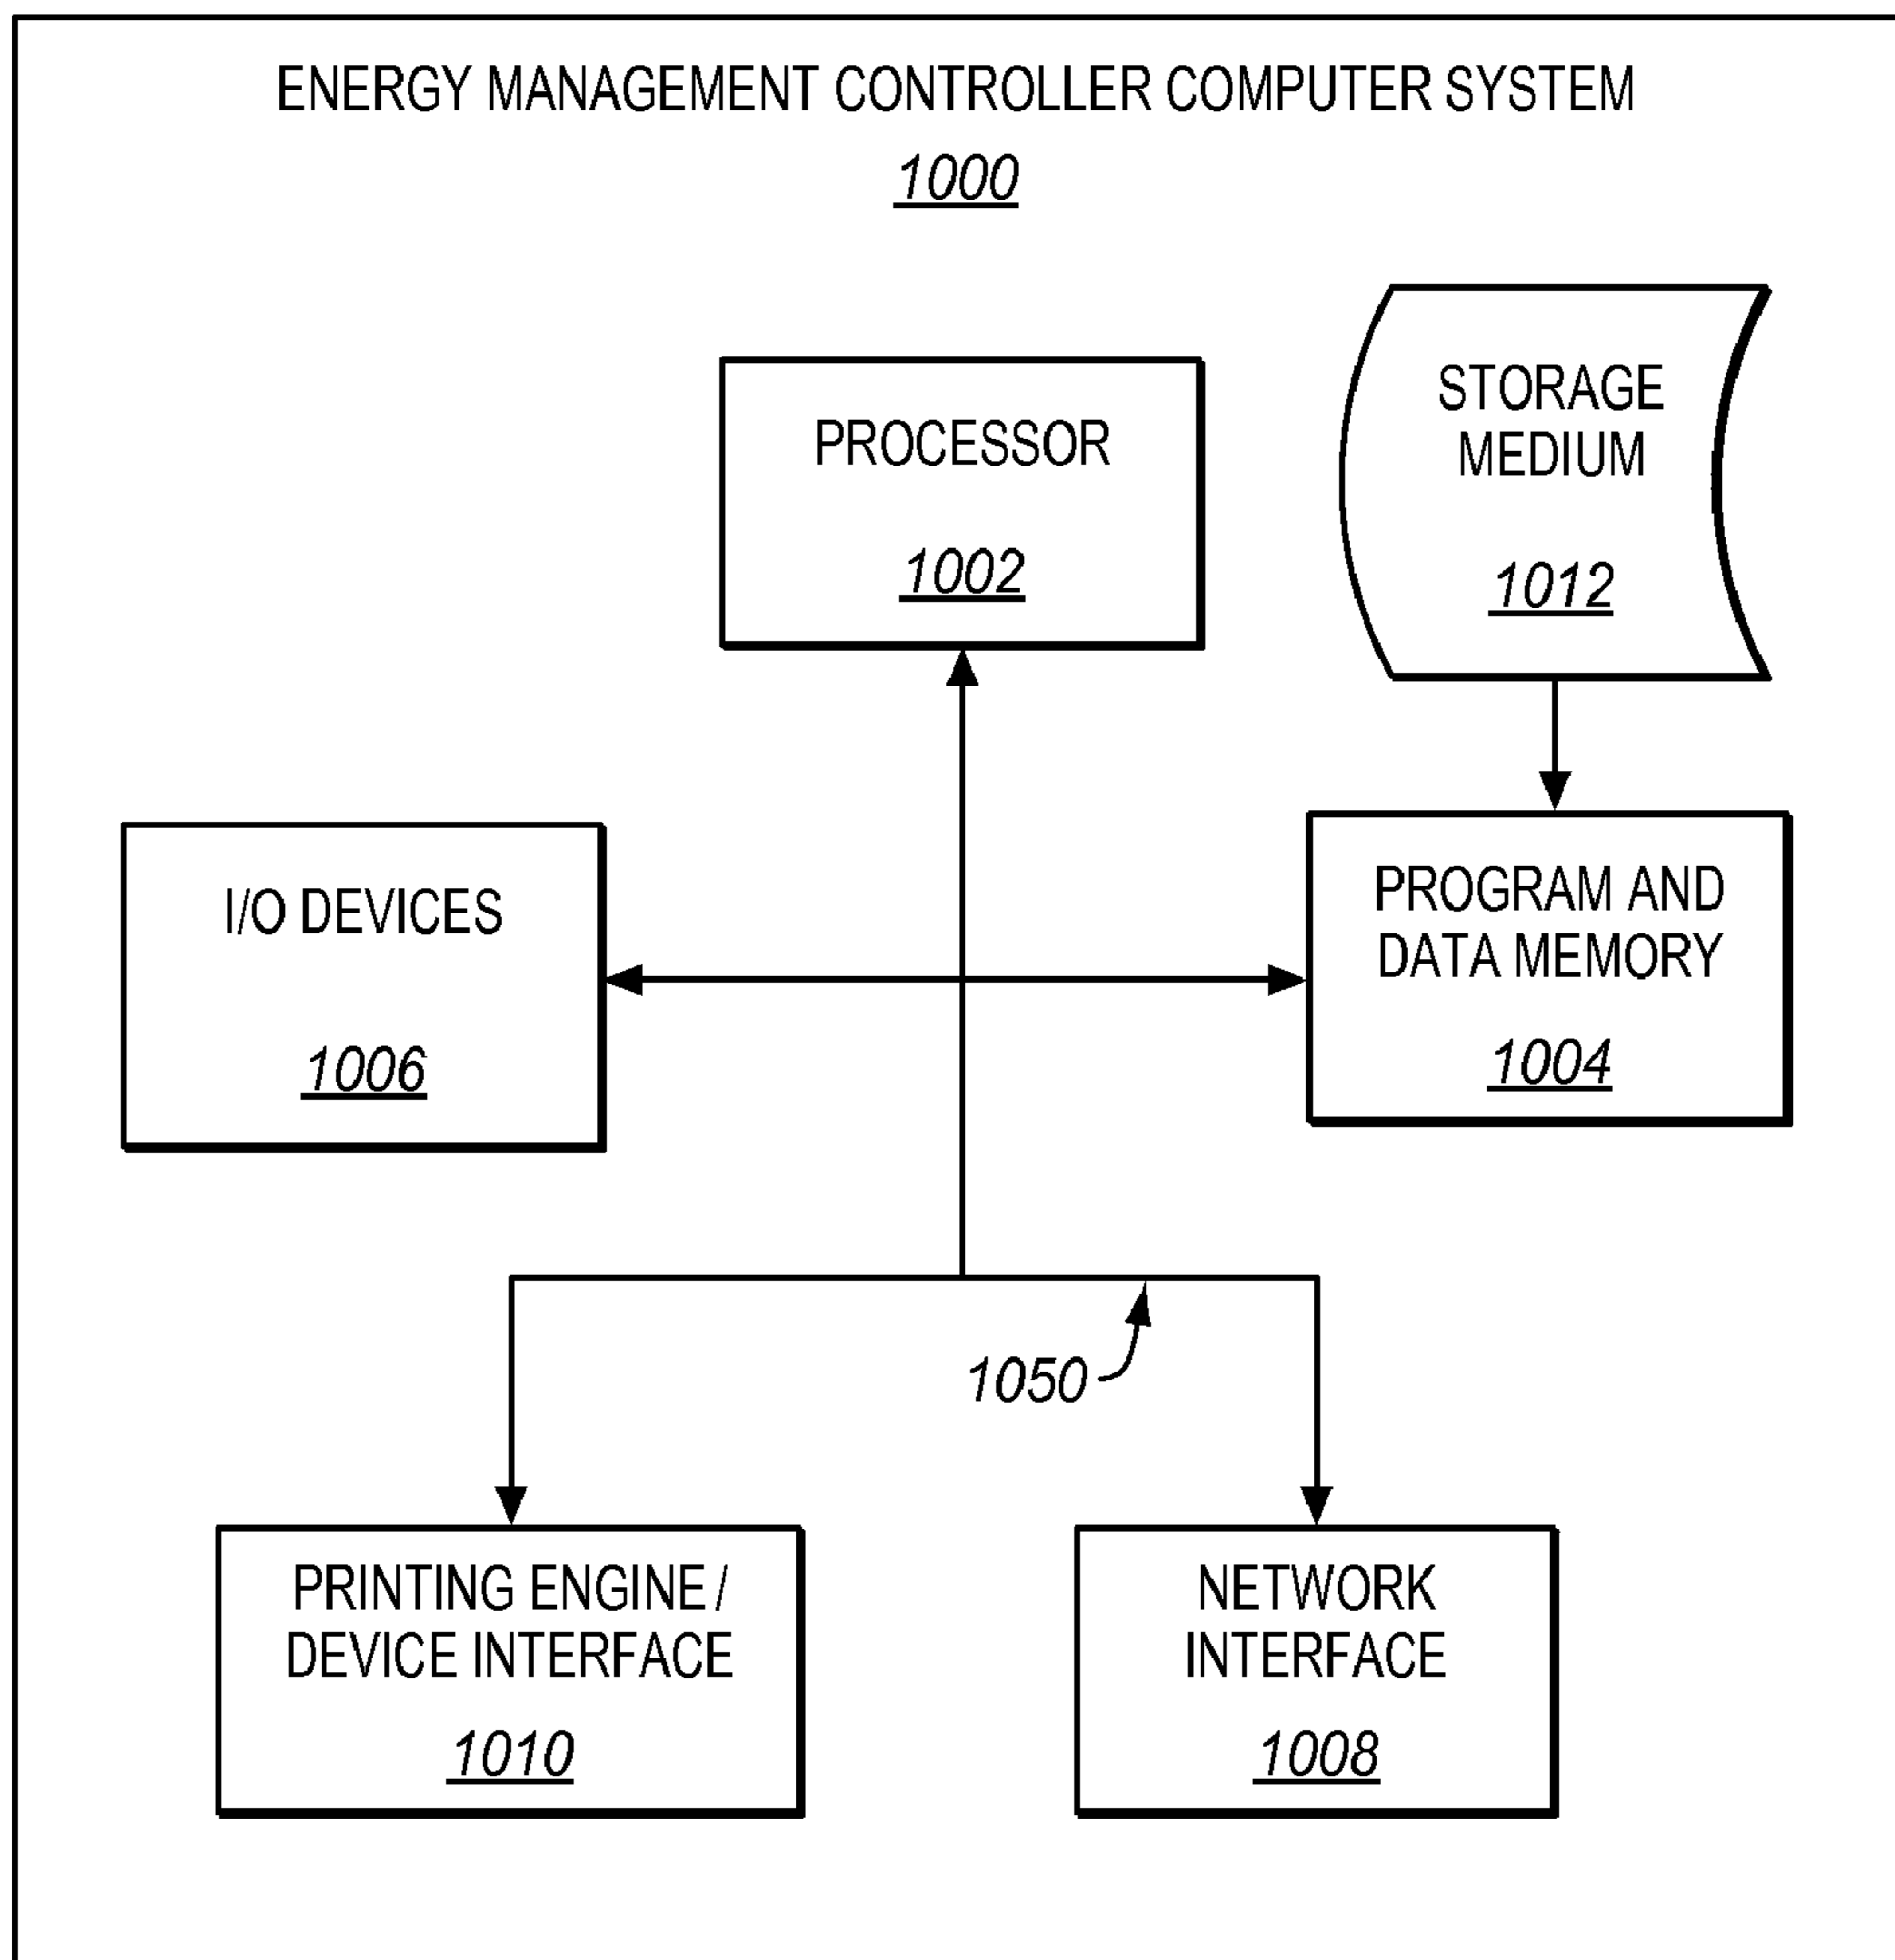 ENERGY MANAGEMENT CONTROLLER COMPUTER SYSTEM
1000
PROCESSOR
1002
STORAGE
MEDIUM
1012
I/O DEVICES
1006
PROGRAM AND
DATA MEMORY
1004
1050
PRINTING ENGINE /
DEVICE INTERFACE
1010
NETWORK
INTERFACE
1008